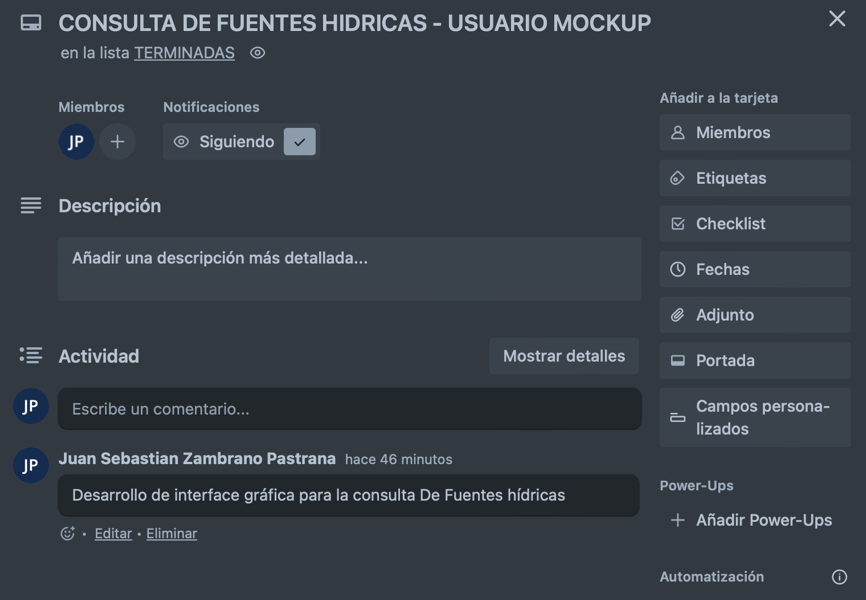 CONSULTA DE FUENTES HIDRICAS - USUARIO MOCKUP
en la lista TERMINADAS
Miembros
Notificaciones
JP
Siguiendo
Descripción
Añadir una descripción más detallada...
Actividad
Mostrar detalles
JP
Escribe un comentario...
JP
Juan Sebastian Zambrano Pastrana hace 46 minutos
Desarrollo de interface gráfica para la consulta De Fuentes hídricas
• Editar • Eliminar
Añadir a la tarjeta
Miembros
Etiquetas
Checklist
Fechas
Adjunto
Portada
Campos persona-
lizados
Power-Ups
+ Añadir Power-Ups
Automatización